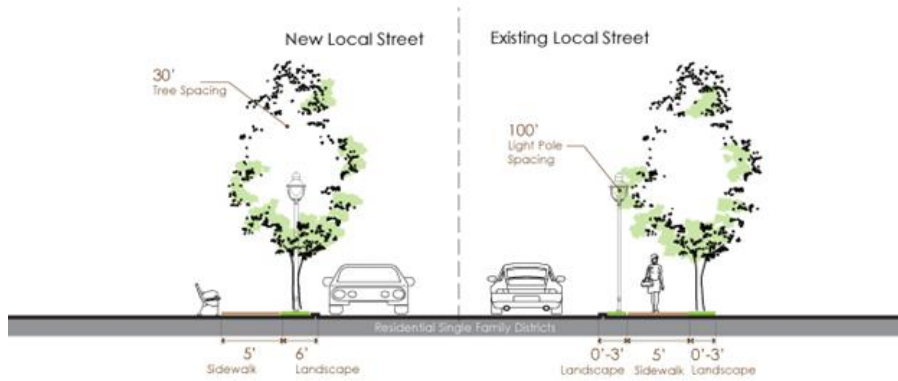 New Local Street
Existing Local Street
30'
Tree Spacing
100'
Light Pole
Spacing
Residential Single Family Districts
5'
Sidewalk
6'
Landscape
0'-3'
Landscape
5'
Sidewalk
0'-3'
Landscape